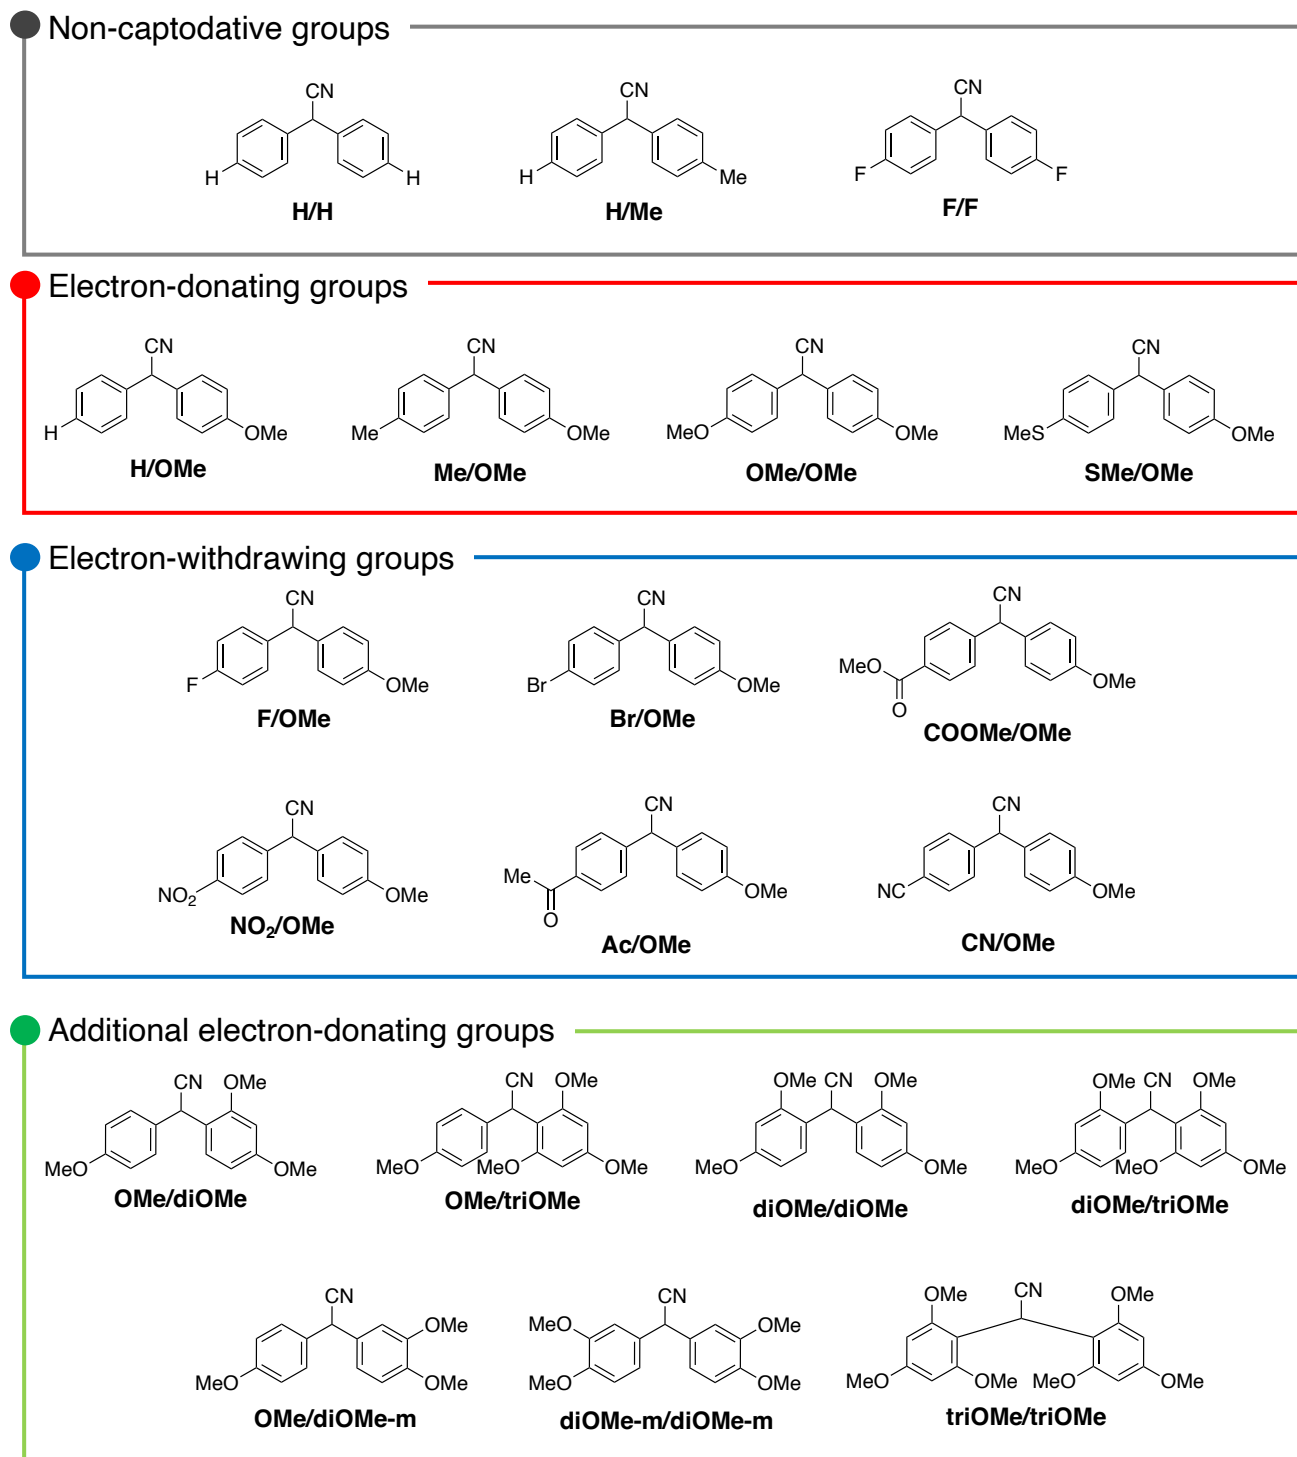 Non-captodative groups
CN
CN
CN
H
H
H
Me
F
F
H/H
H/Me
F/F
Electron-donating groups
CN
CN
CN
CN
H
OMe
Me
OMe
MeO
OMe
MeS
OMe
H/OMe
Me/OMe
OMe/OMe
SMe/OMe
Electron-withdrawing groups
CN
CN
CN
F
OMe
Br
OMe
MeO
O
OMe
F/OMe
Br/OMe
COOMe/OMe
CN
CN
CN
NO2
OMe
Me
O
OMe
NC
OMe
NO2/OMe
Ac/OMe
CN/OMe
Additional electron-donating groups
CN OMe
CN OMe
OMe CN OMe
OMe CN OMe
MeO
OMe
MeO
MeO
OMe
MeO
OMe
MeO
MeO
OMe
OMe/diOMe
OMe/triOMe
diOMe/diOMe
diOMe/triOMe
CN
CN
OMe
CN
OMe
OMe
MeO
OMe
MeO
OMe
MeO
OMe
MeO
OMe
MeO
OMe
OMe/diOMe-m
diOMe-m/diOMe-m
triOMe/triOMe